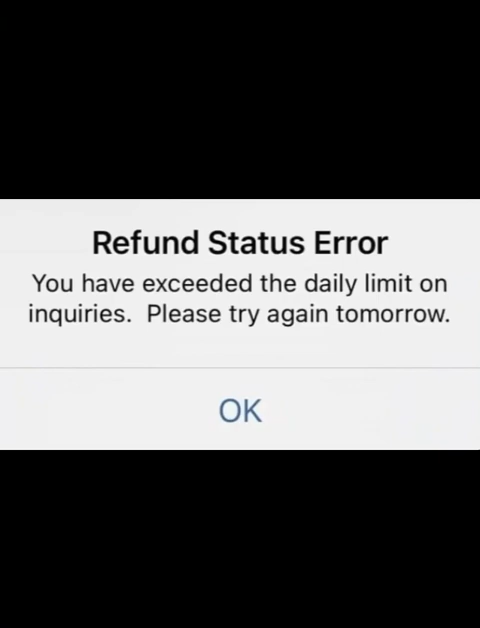 Refund Status Error
You have exceeded the daily limit on
inquiries.  Please try again tomorrow.
OK